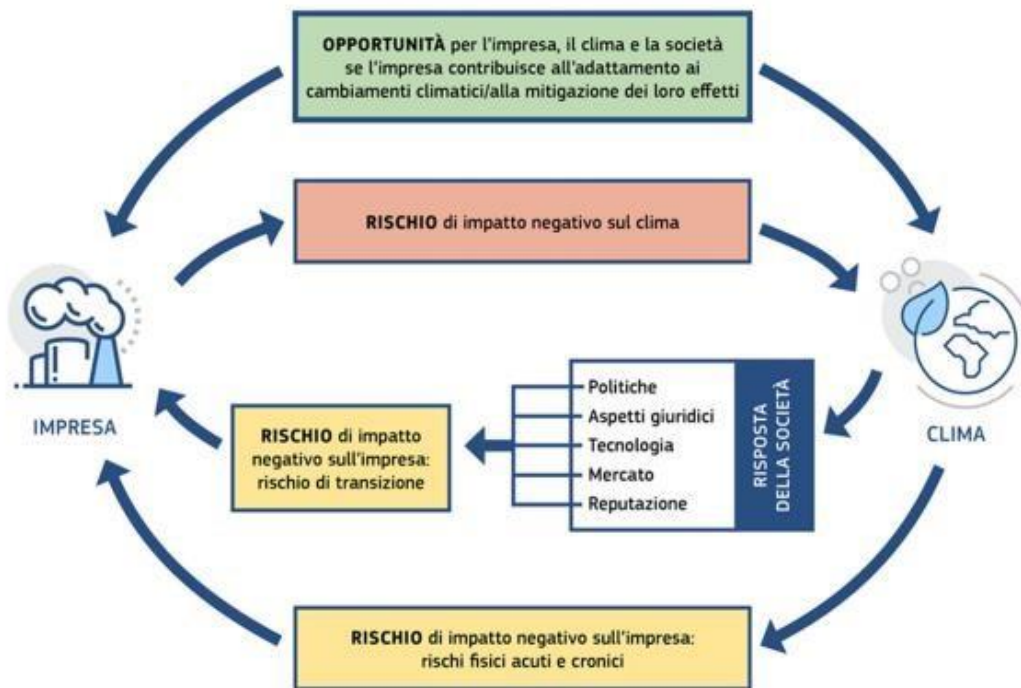 OPPORTUNITÀ per l'impresa, il clima e la società
se l'impresa contribuisce all'adattamento ai
cambiamenti climatici/alla mitigazione dei loro effetti
RISCHIO di impatto negativo sul clima
IMPRESA
RISCHIO di impatto
negativo sull'impresa:
rischio di transizione
Politiche
Aspetti giuridici
Tecnologia
Mercato
Reputazione
RISPOSTA
DELLA SOCIETÀ
CLIMA
RISCHIO di impatto negativo sull'impresa:
rischi fisici acuti e cronici